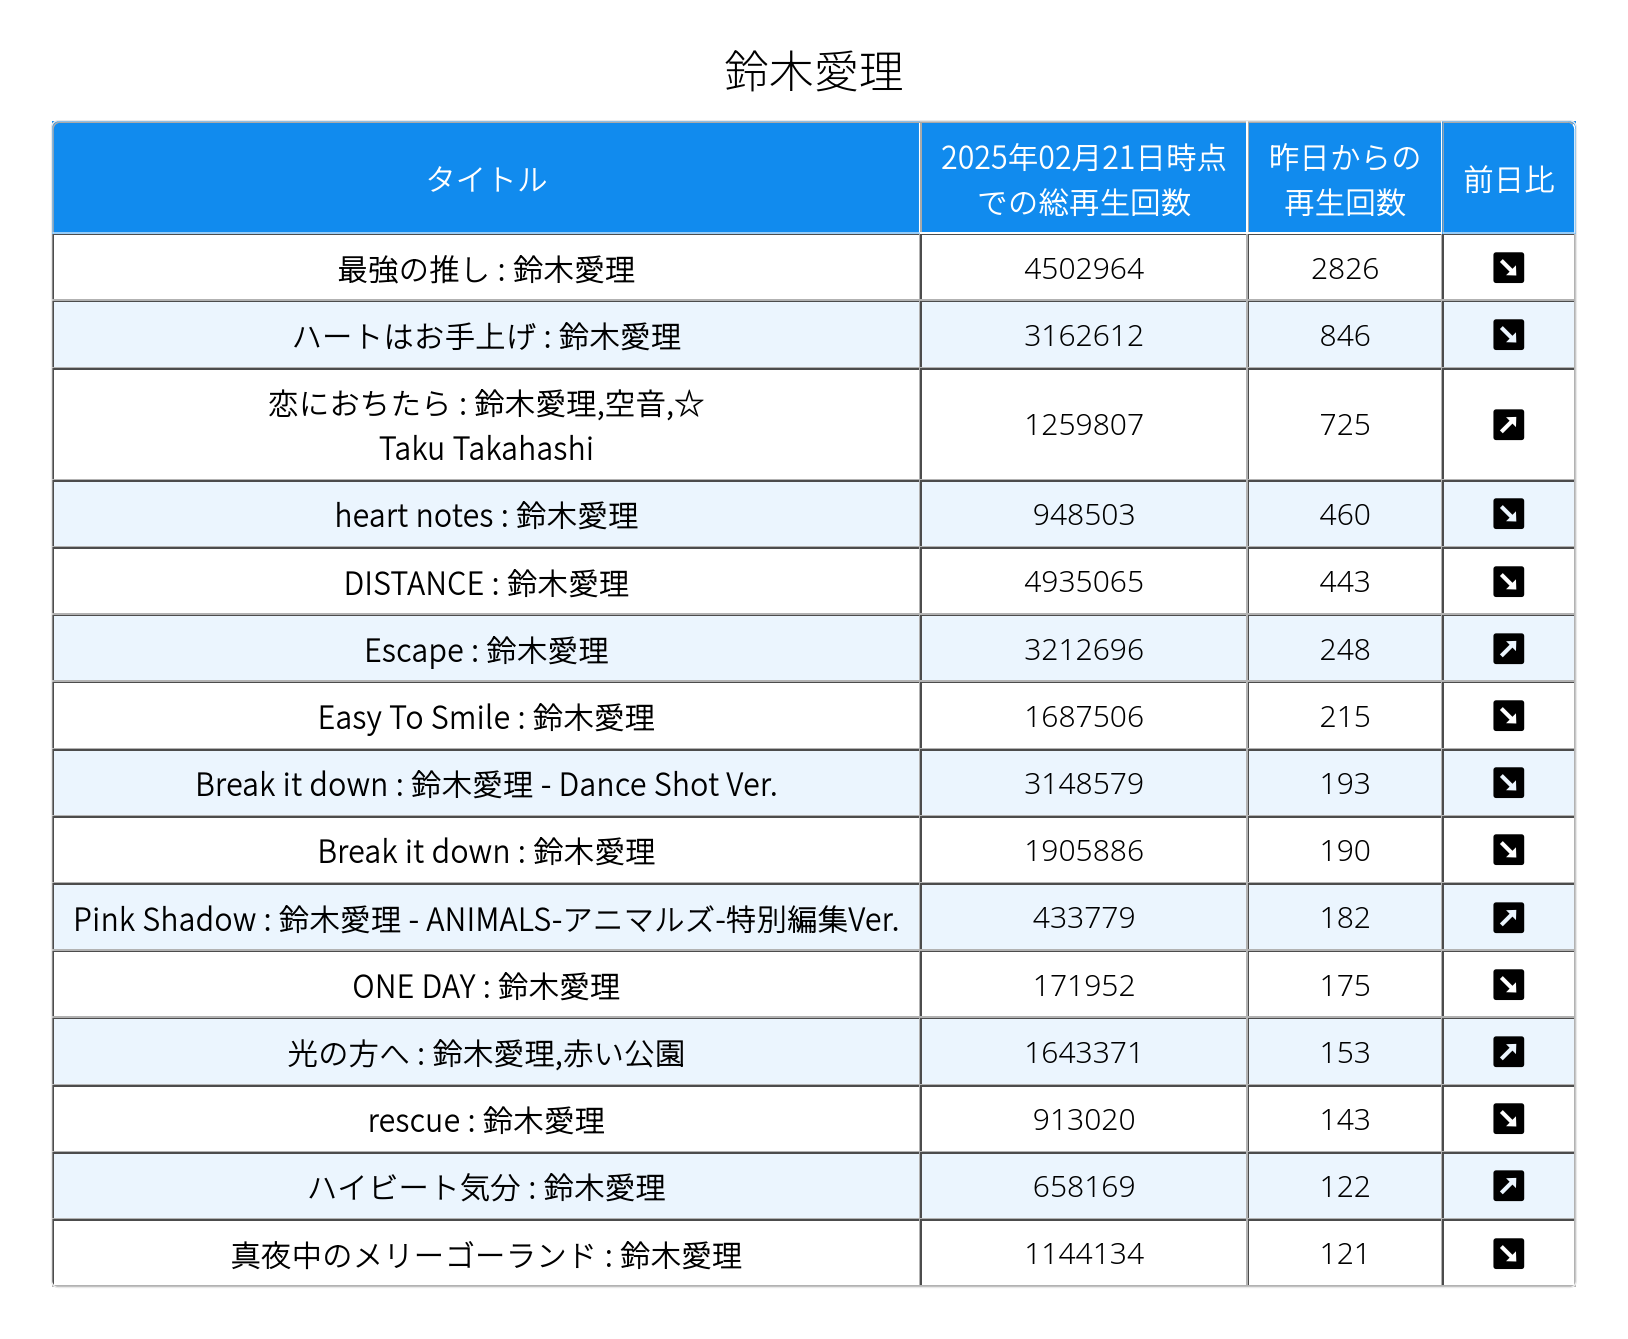 鈴木愛理
タイトル 2025年02月21日時点での総再生回数 昨日からの再生回数 前日比
最強の推し : 鈴木愛理 4502964 2826
ハートはお手上げ : 鈴木愛理 3162612 846
恋におちたら : 鈴木愛理,空音,☆
Taku Takahashi 1259807 725
heart notes : 鈴木愛理 948503 460
DISTANCE : 鈴木愛理 4935065 443
Escape : 鈴木愛理 3212696 248
Easy To Smile : 鈴木愛理 1687506 215
Break it down : 鈴木愛理 - Dance Shot Ver. 3148579 193
Break it down : 鈴木愛理 1905886 190
Pink Shadow : 鈴木愛理 - ANIMALS-アニマルズ-特別編集Ver. 433779 182
ONE DAY : 鈴木愛理 171952 175
光の方へ : 鈴木愛理,赤い公園 1643371 153
rescue : 鈴木愛理 913020 143
ハイビート気分 : 鈴木愛理 658169 122
真夜中のメリーゴーランド : 鈴木愛理 1144134 121